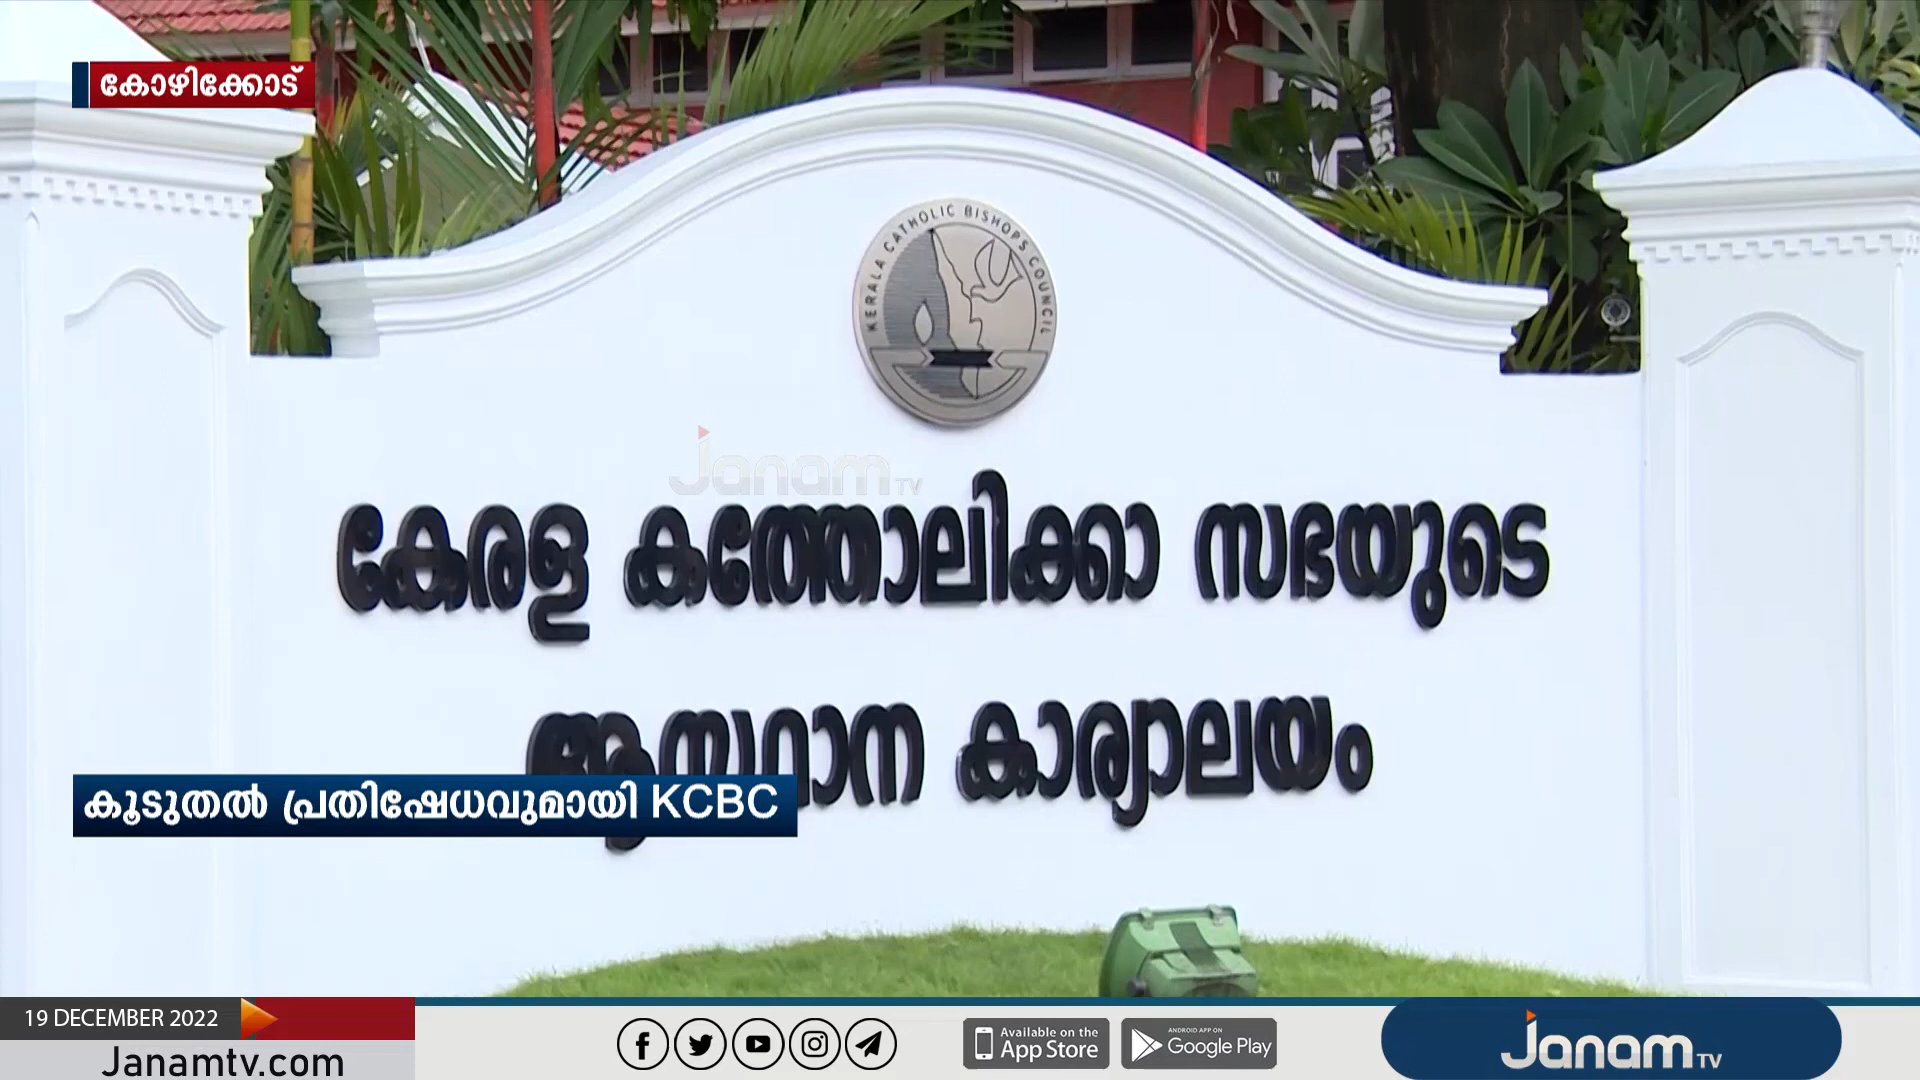 കോഴിക്കോട്
KERALA CATHOLIC BISHOPS COUNCIL
Janam TV
കേരള കത്തോലിക്കാ സഭയുടെ
ആസ്ഥാന കാര്യാലയം
കൂടുതൽ പ്രതിഷേധവുമായി KCBC
19 DECEMBER 2022
Janamtv.com
Available on the
App Store
ANDROID APP ON
Google Play
Janam TV